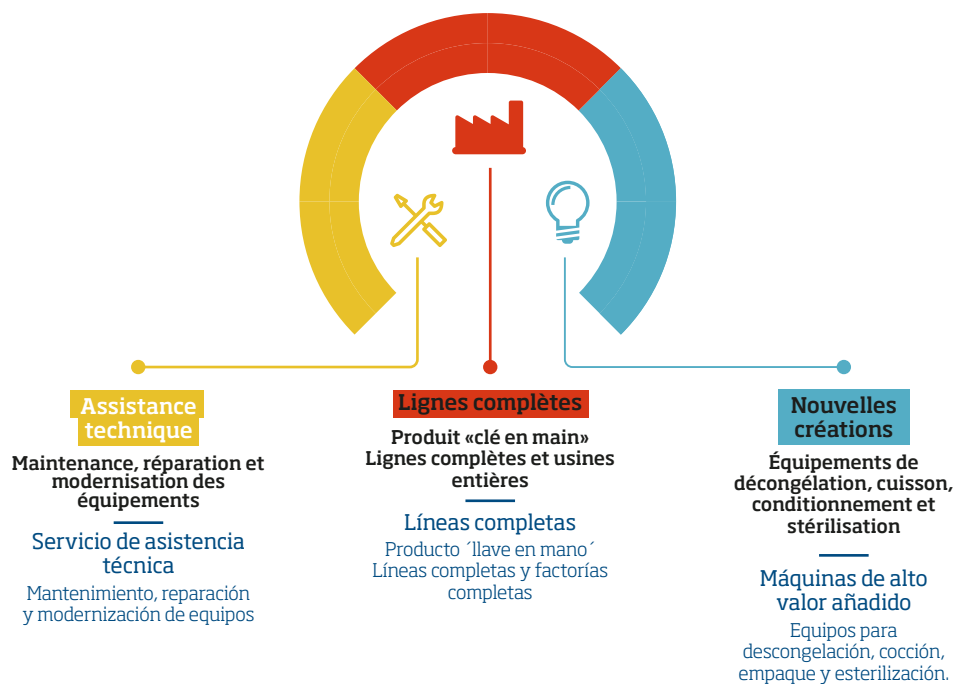 Assistance
technique
Maintenance, réparation et
modernisation des
équipements
Servicio de asistencia
técnica
Mantenimiento, reparación
y modernización de equipos
Lignes complètes
Produit «clé en main»
Lignes complètes et usines
entières
Líneas completas
Producto ´llave en mano´
Líneas completas y factorías
completas
Nouvelles
créations
Équipements de
décongélation, cuisson,
conditionnement et
stérilisation
Máquinas de alto
valor añadido
Equipos para
descongelación, cocción,
empaque y esterilización.